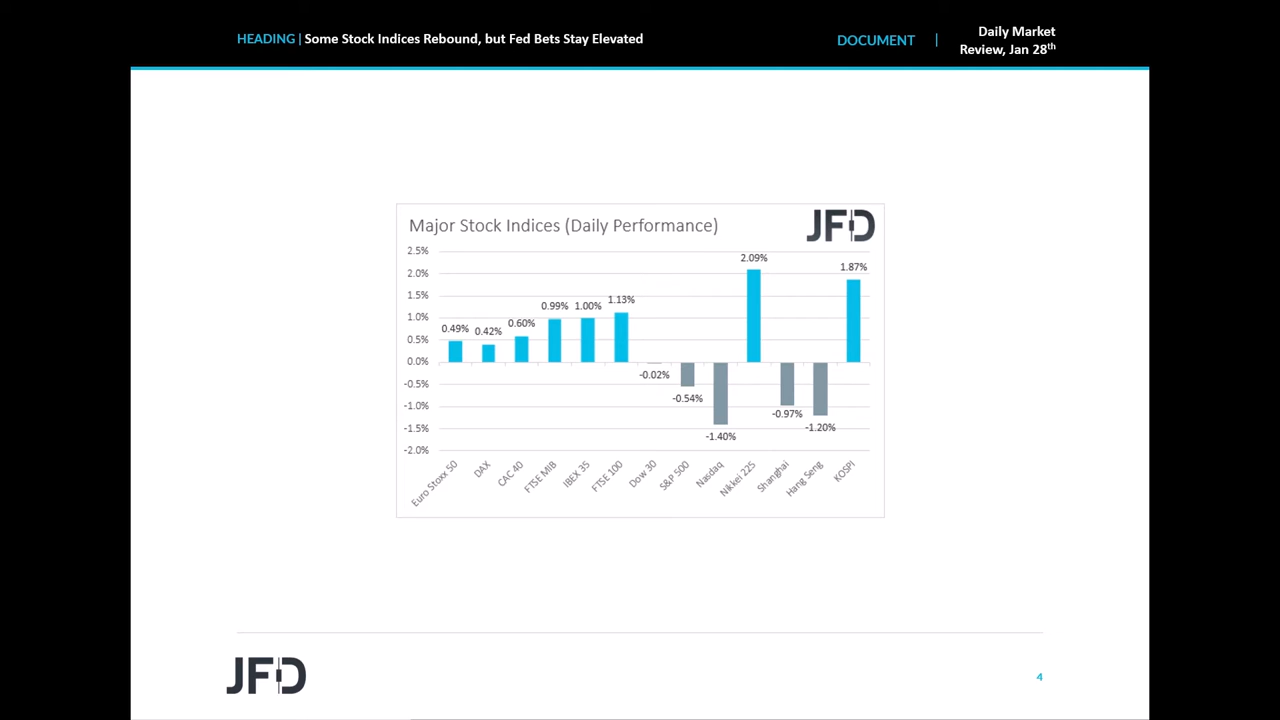 HEADING | Some Stock Indices Rebound, but Fed Bets Stay Elevated
DOCUMENT |
Daily Market
Review, Jan 28th
Major Stock Indices (Daily Performance)
JFD
2.5%
2.0%
1.5%
1.0%
0.5%
0.0%
-0.5%
-1.0%
-1.5%
-2.0%
0.49%
0.42%
0.60%
0.99%
1.00%
1.13%
-0.02%
-0.54%
-1.40%
2.09%
-0.97%
-1.20%
1.87%
Euro Stoxx 50
DAX
CAC 40
FTSE MIB
IBEX 35
FTSE 100
Dow 30
S&P 500
Nasdaq
Nikkei 225
Shanghai
Hang Seng
KOSPI
JFD
4